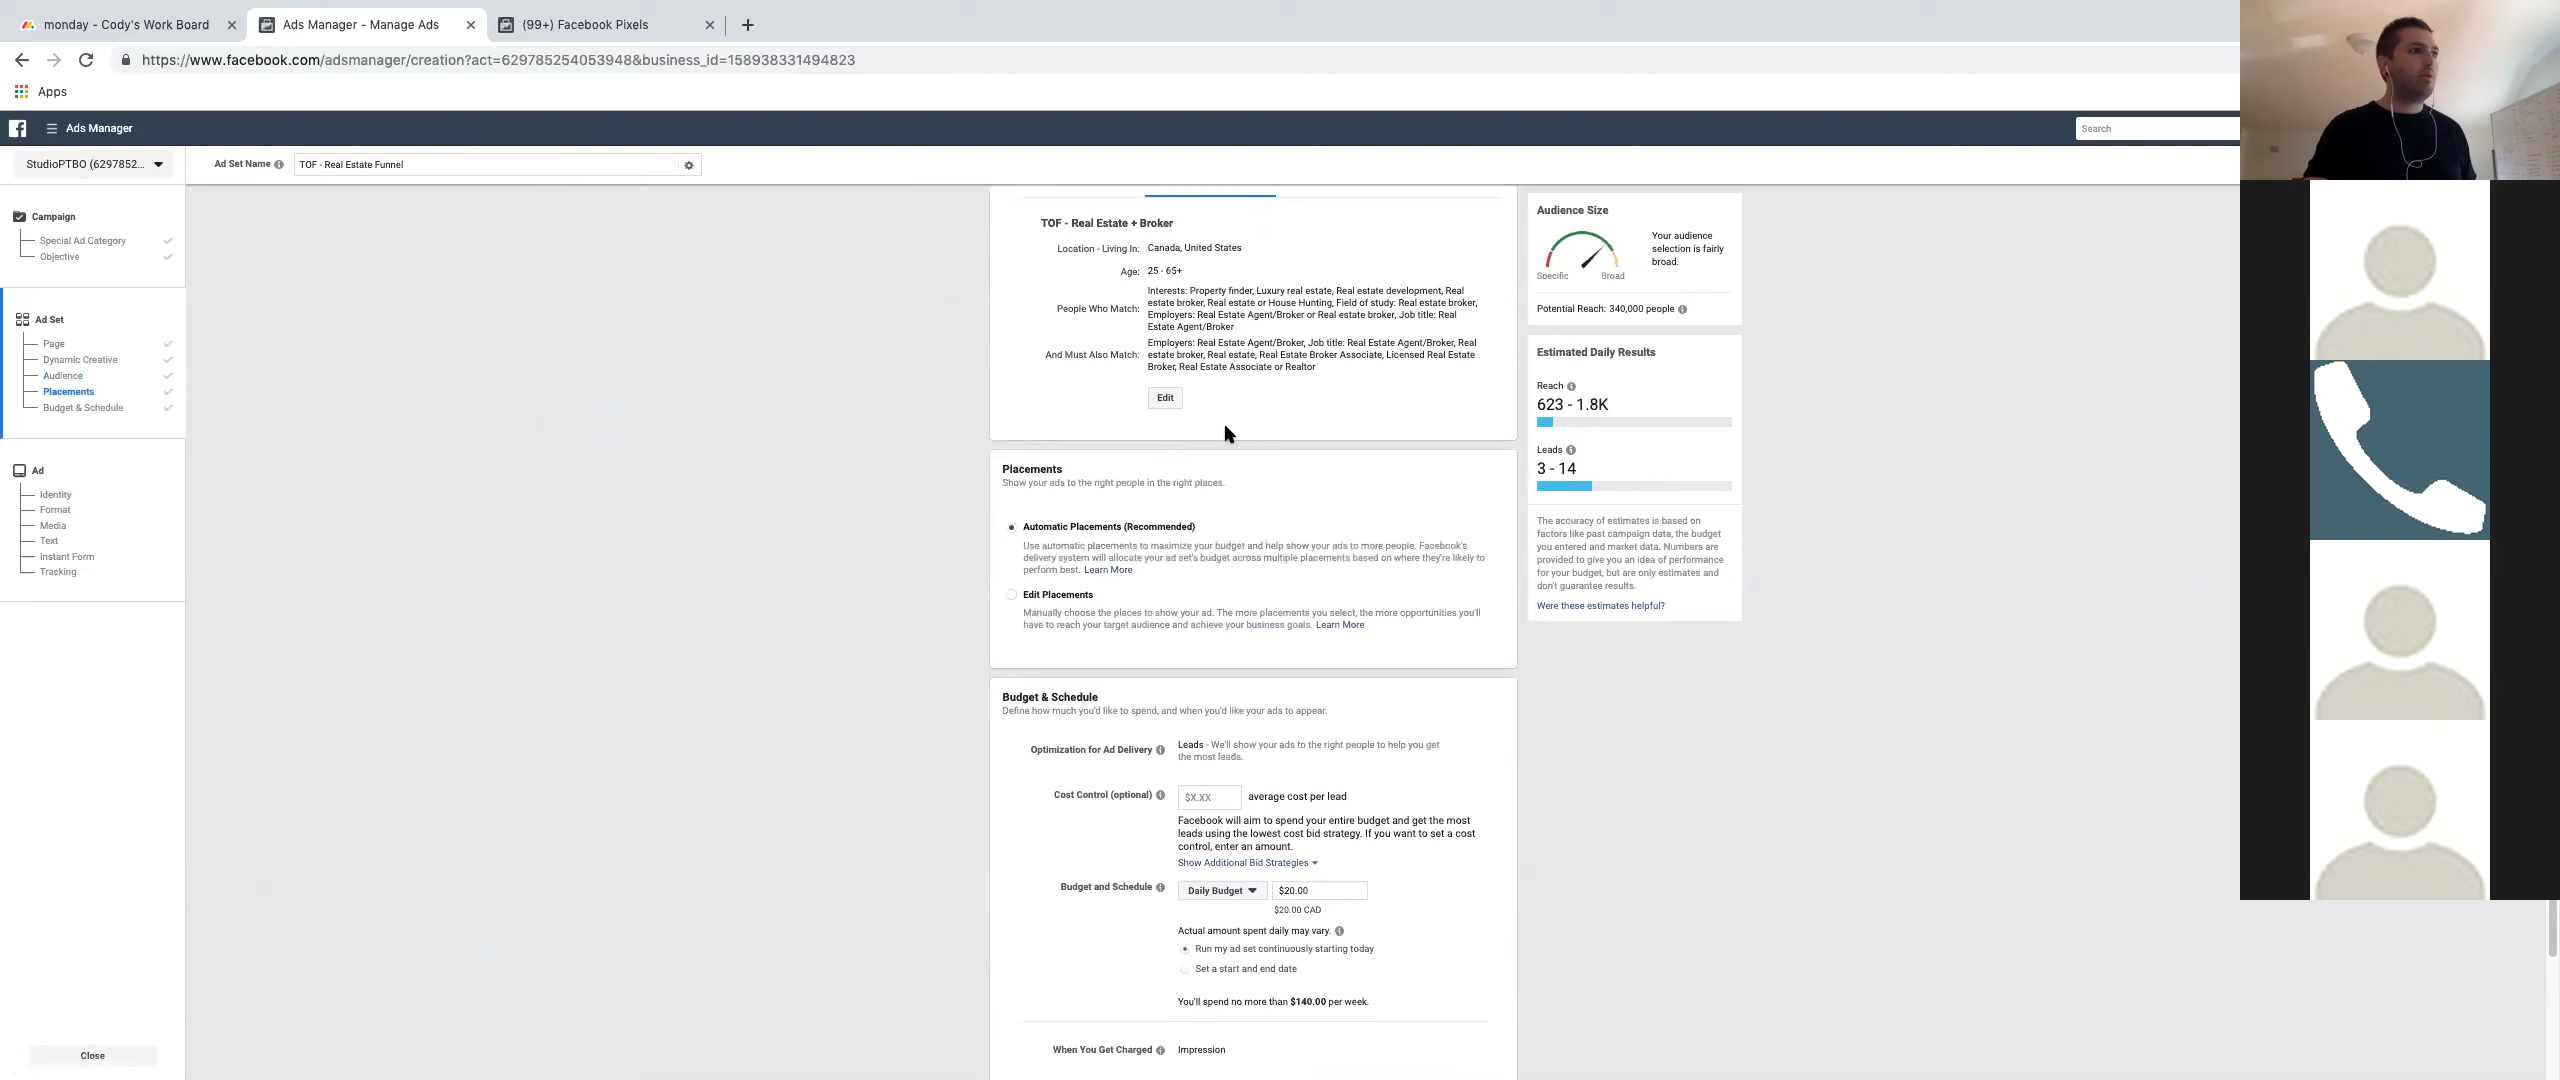 monday - Cody's Work Board
Ads Manager - Manage Ads
(99+) Facebook Pixels
https://www.facebook.com/adsmanager/creation?act=629785254053948&business_id=158938331494823
Apps
Ads Manager
Search
StudioPTBO (6297852...
Ad Set Name
TOF - Real Estate Funnel
Campaign
Special Ad Category
Objective
Ad Set
Page
Dynamic Creative
Audience
Placements
Budget & Schedule
Ad
Identity
Format
Media
Text
Instant Form
Tracking
Close
TOF - Real Estate + Broker
Location - Living In: Canada, United States
Age: 25 - 65+
People Who Match:
Interests: Property finder, Luxury real estate, Real estate development, Real
estate broker, Real estate or House Hunting, Field of study: Real estate broker,
Employers: Real Estate Agent/Broker or Real estate broker, Job title: Real
Estate Agent/Broker
And Must Also Match:
Employers: Real Estate Agent/Broker, Job title: Real Estate Agent/Broker, Real
estate broker, Real estate, Real Estate Broker Associate, Licensed Real Estate
Broker, Real Estate Associate or Realtor
Edit
Placements
Show your ads to the right people in the right places.
Automatic Placements (Recommended)
Use automatic placements to maximize your budget and help show your ads to more people. Facebook's
delivery system will allocate your ad set's budget across multiple placements based on where they're likely to
perform best. Learn More
Edit Placements
Manually choose the places to show your ad. The more placements you select, the more opportunities you'll
have to reach your target audience and achieve your business goals. Learn More
Budget & Schedule
Define how much you'd like to spend, and when you'd like your ads to appear.
Optimization for Ad Delivery
Leads - We'll show your ads to the right people to help you get
the most leads.
Cost Control (optional)
$X.XX average cost per lead
Facebook will aim to spend your entire budget and get the most
leads using the lowest cost bid strategy. If you want to set a cost
control, enter an amount.
Show Additional Bid Strategies
Budget and Schedule
Daily Budget $20.00
$20.00 CAD
Actual amount spent daily may vary.
Run my ad set continuously starting today
Set a start and end date
You'll spend no more than $140.00 per week.
When You Get Charged
Impression
Audience Size
Your audience
selection is fairly
broad.
Specific Broad
Potential Reach: 340,000 people
Estimated Daily Results
Reach
623 - 1.8K
Leads
3 - 14
The accuracy of estimates is based on
factors like past campaign data, the budget
you entered and market data. Numbers are
provided to give you an idea of performance
for your budget, but are only estimates and
don't guarantee results.
Were these estimates helpful?